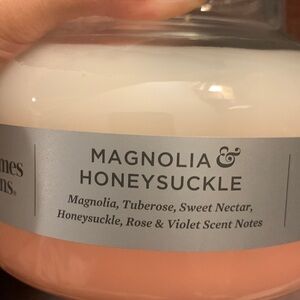 MAGNOLIA &
HONEYSUCKLE
Magnolia, Tuberose, Sweet Nectar,
Honeysuckle, Rose & Violet Scent Notes